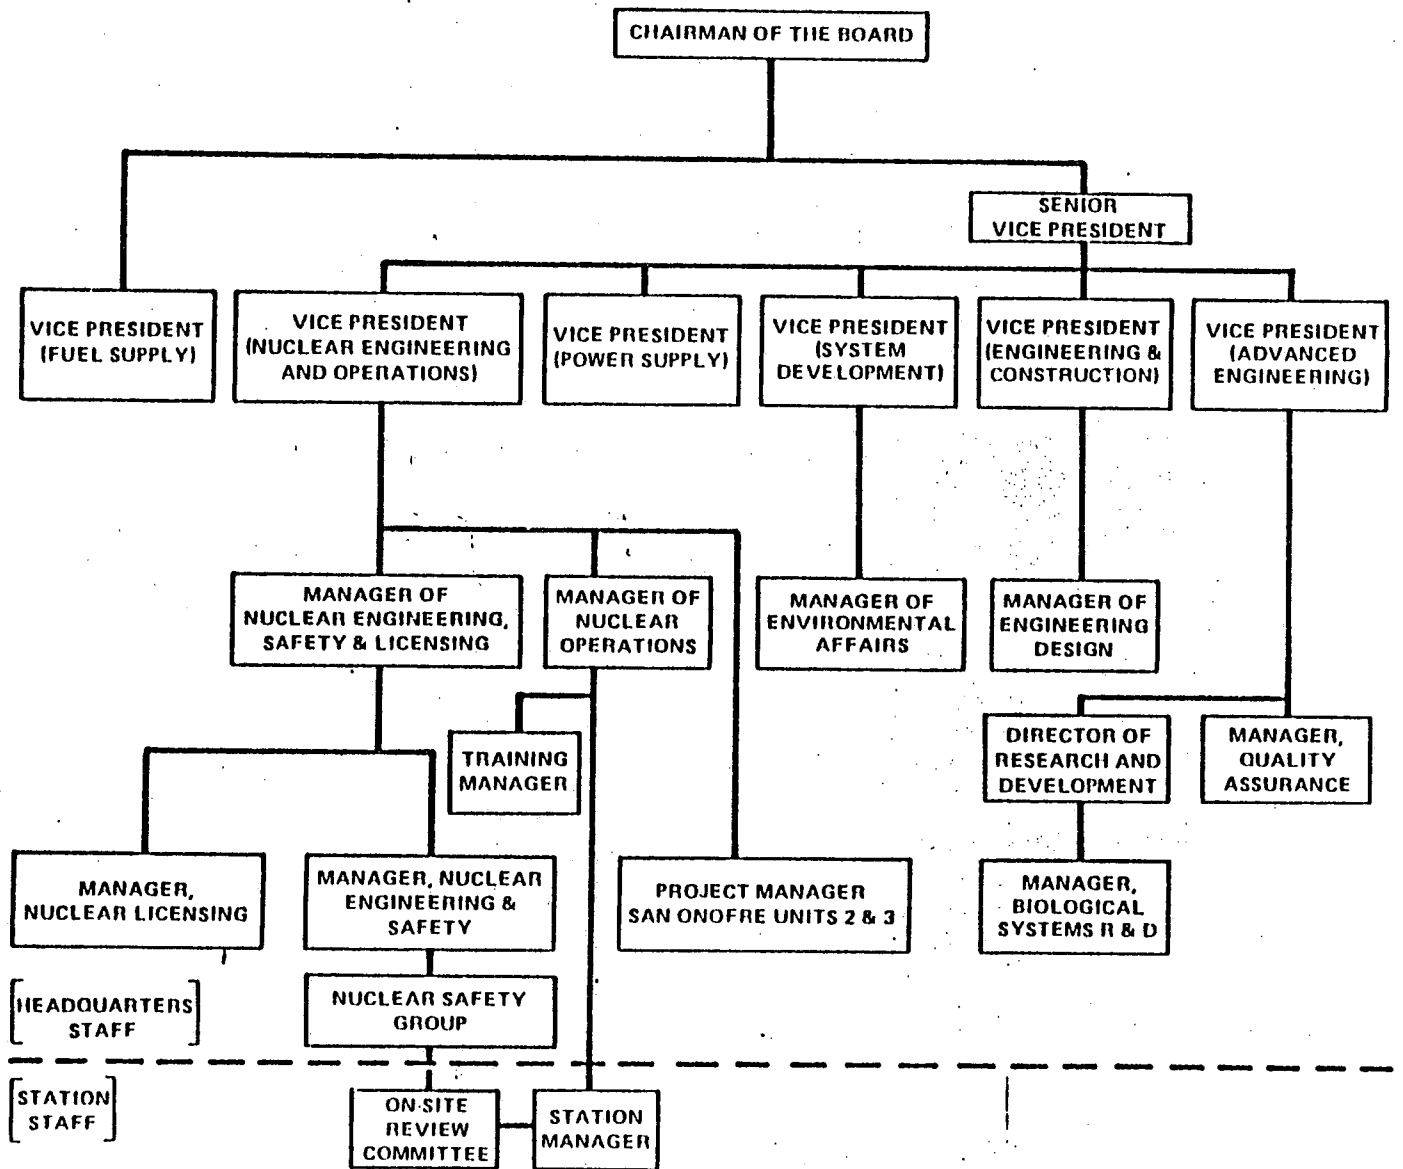 CHAIRMAN OF THE BOARD
SENIOR
VICE PRESIDENT
VICE PRESIDENT
(FUEL SUPPLY)
VICE PRESIDENT
(NUCLEAR ENGINEERING
AND OPERATIONS)
VICE PRESIDENT
(POWER SUPPLY)
VICE PRESIDENT
(SYSTEM
DEVELOPMENT)
VICE PRESIDENT
(ENGINEERING &
CONSTRUCTION)
VICE PRESIDENT
(ADVANCED
ENGINEERING)
MANAGER OF
NUCLEAR ENGINEERING,
SAFETY & LICENSING
MANAGER OF
NUCLEAR
OPERATIONS
MANAGER OF
ENVIRONMENTAL
AFFAIRS
MANAGER OF
ENGINEERING
DESIGN
TRAINING
MANAGER
DIRECTOR OF
RESEARCH AND
DEVELOPMENT
MANAGER,
QUALITY
ASSURANCE
MANAGER,
NUCLEAR LICENSING
MANAGER, NUCLEAR
ENGINEERING &
SAFETY
PROJECT MANAGER
SAN ONOFRE UNITS 2 & 3
MANAGER,
BIOLOGICAL
SYSTEMS R & D
[HEADQUARTERS
STAFF]
NUCLEAR SAFETY
GROUP
[STATION
STAFF]
ON-SITE
REVIEW
COMMITTEE
STATION
MANAGER